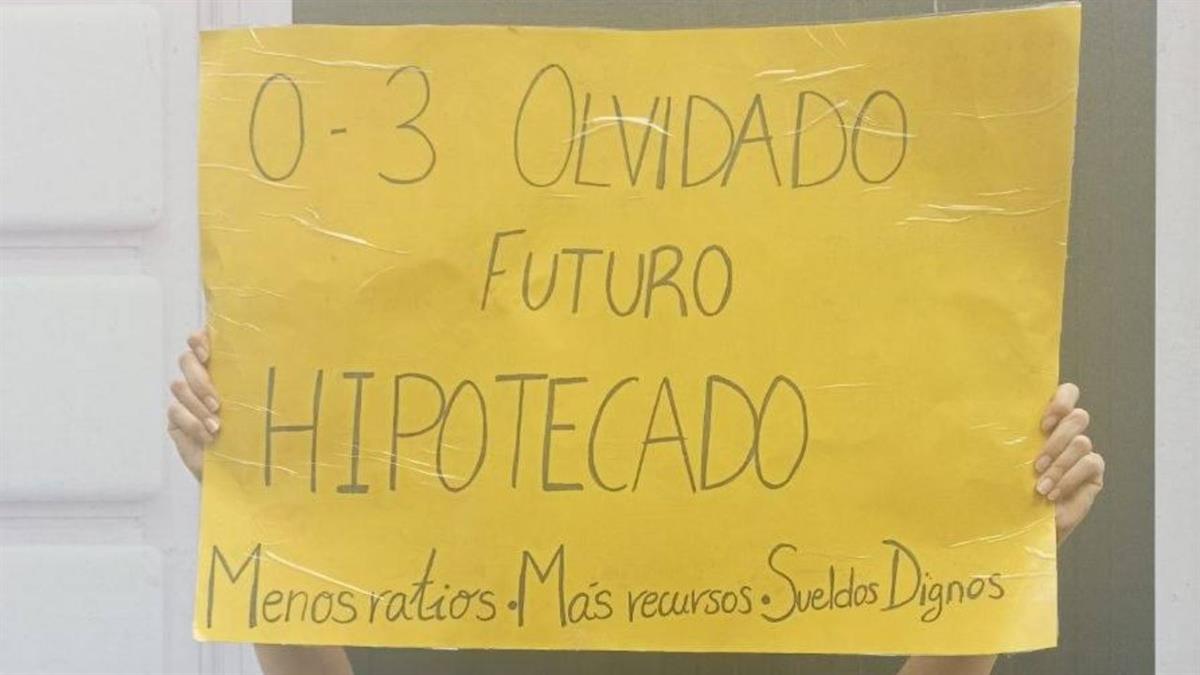 0-3 OLVIDADO
FUTURO
HIPOTECADO
Menos ratios · Más recursos · Sueldos Dignos